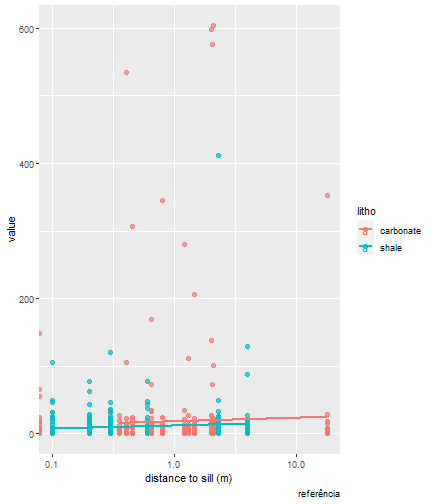 600
400
200
0
value
0.1 1.0 10.0
distance to sill (m)
referência
litho
carbonate
shale